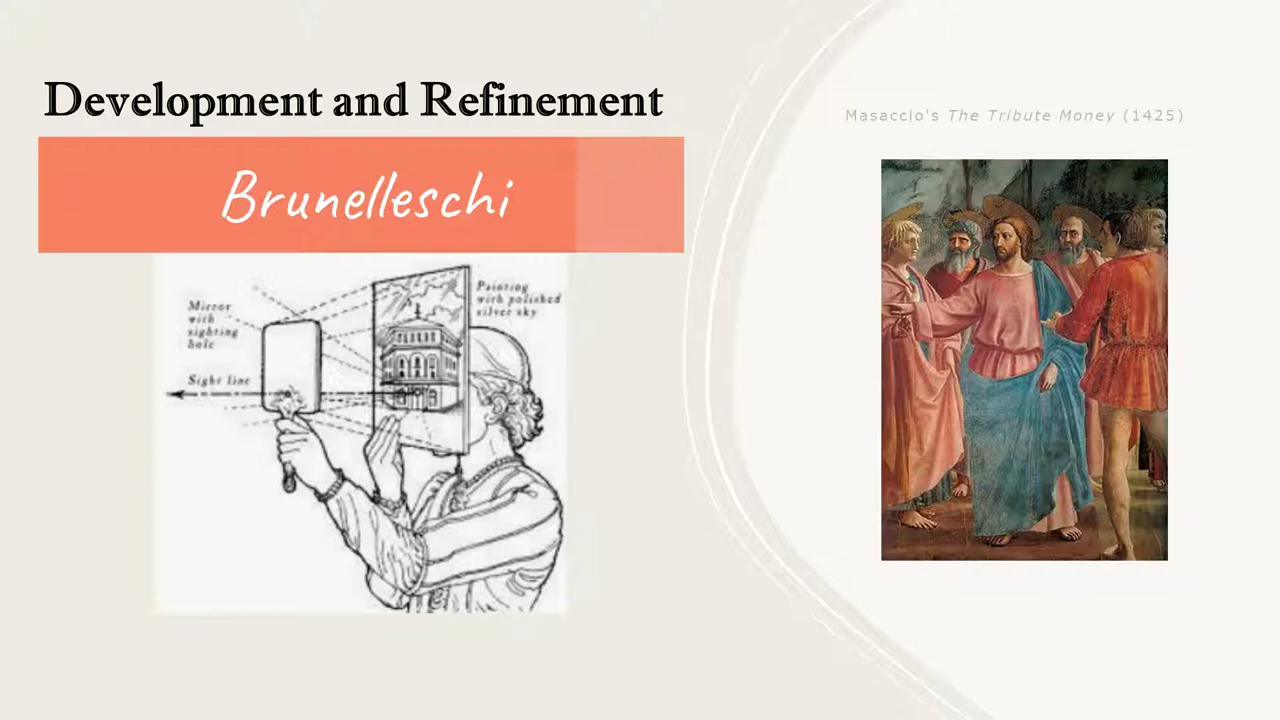 Development and Refinement
Brunelleschi
Mirror
with
sighting
hole
Sight line
Painting
with polished
silver sky
Masaccio's The Tribute Money (1425)